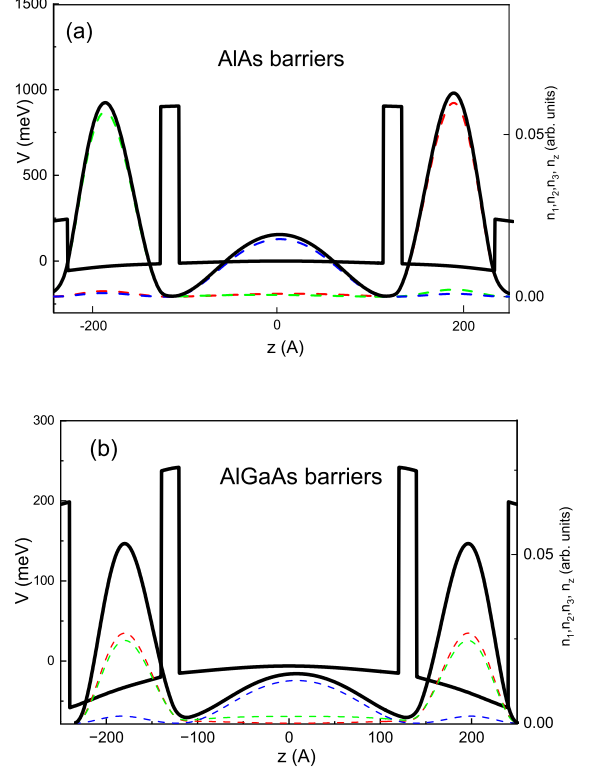 (a)
AlAs barriers
1500
1000
500
0
V (meV)
0.05
0.00
n1,n2,n3, nz (arb. units)
-200
0
200
z (A)
(b)
AlGaAs barriers
300
200
100
0
V (meV)
0.05
0.00
n1,n2,n3, nz (arb. units)
−200
−100
0
100
200
z (A)